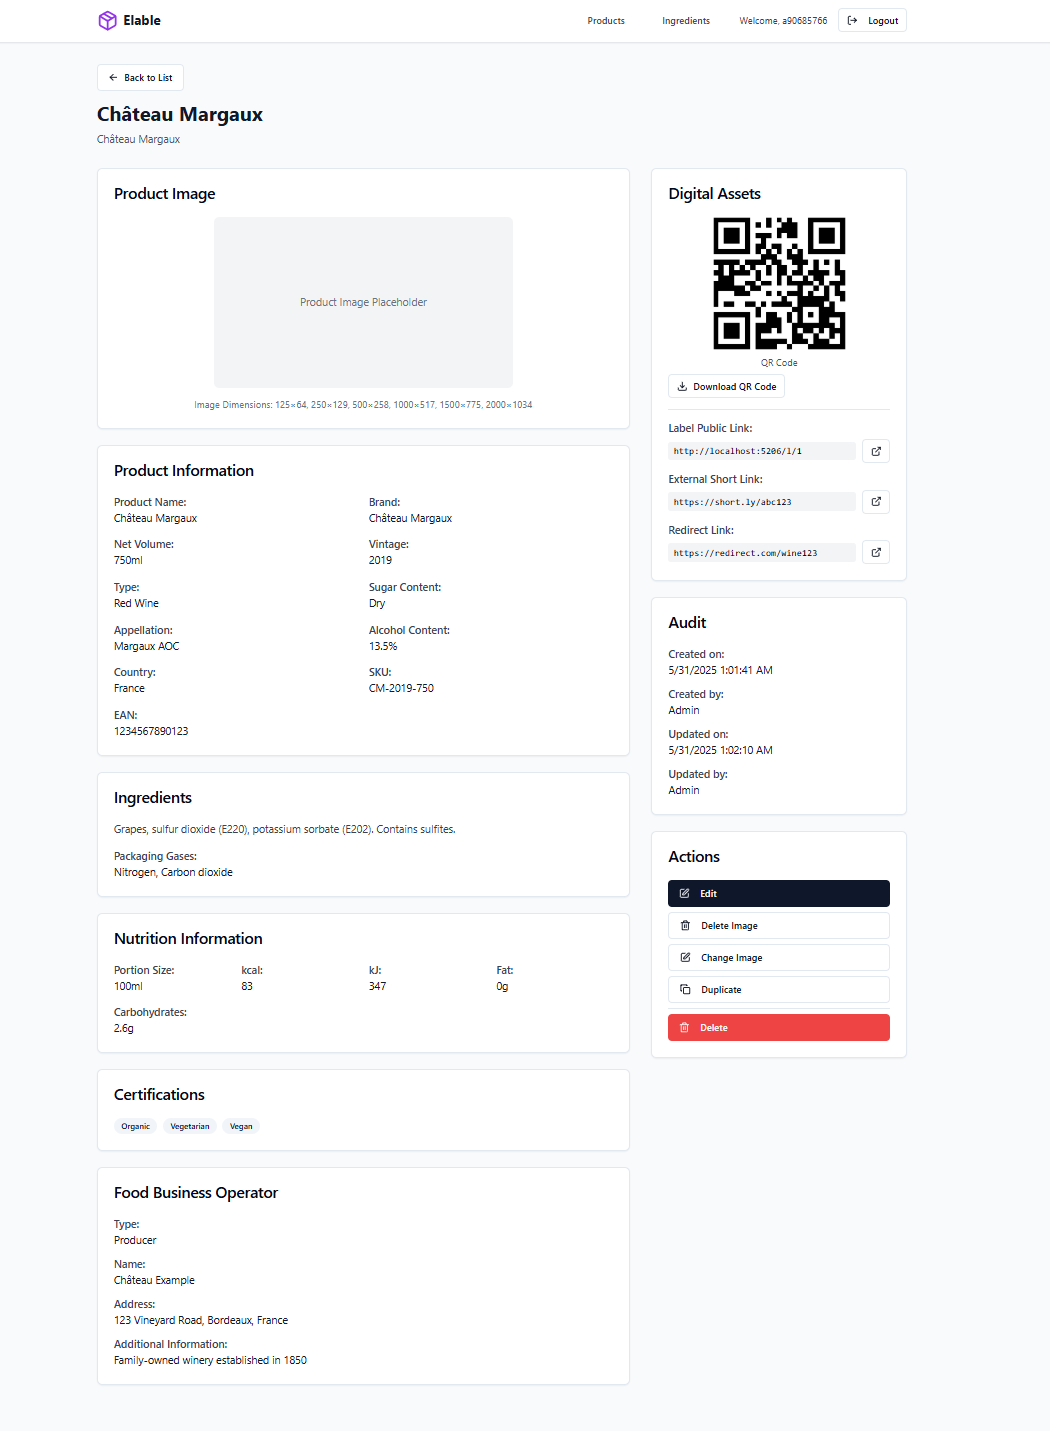 Elable
Products
Ingredients
Welcome, a90685766
Logout
Back to List
Château Margaux
Château Margaux
Product Image
Product Image Placeholder
Image Dimensions: 125×64, 250×129, 500×258, 1000×517, 1500×775, 2000×1034
Product Information
Product Name:
Château Margaux
Brand:
Château Margaux
Net Volume:
750ml
Vintage:
2019
Type:
Red Wine
Sugar Content:
Dry
Appellation:
Margaux AOC
Alcohol Content:
13.5%
Country:
France
SKU:
CM-2019-750
EAN:
1234567890123
Ingredients
Grapes, sulfur dioxide (E220), potassium sorbate (E202). Contains sulfites.
Packaging Gases:
Nitrogen, Carbon dioxide
Nutrition Information
Portion Size:
100ml
kcal:
83
kJ:
347
Fat:
0g
Carbohydrates:
2.6g
Certifications
Organic
Vegetarian
Vegan
Food Business Operator
Type:
Producer
Name:
Château Example
Address:
123 Vineyard Road, Bordeaux, France
Additional Information:
Family-owned winery established in 1850
Digital Assets
QR Code
Download QR Code
Label Public Link:
http://localhost:5206/l/1
External Short Link:
https://short.ly/abc123
Redirect Link:
https://redirect.com/wine123
Audit
Created on:
5/31/2025 1:01:41 AM
Created by:
Admin
Updated on:
5/31/2025 1:02:10 AM
Updated by:
Admin
Actions
Edit
Delete Image
Change Image
Duplicate
Delete